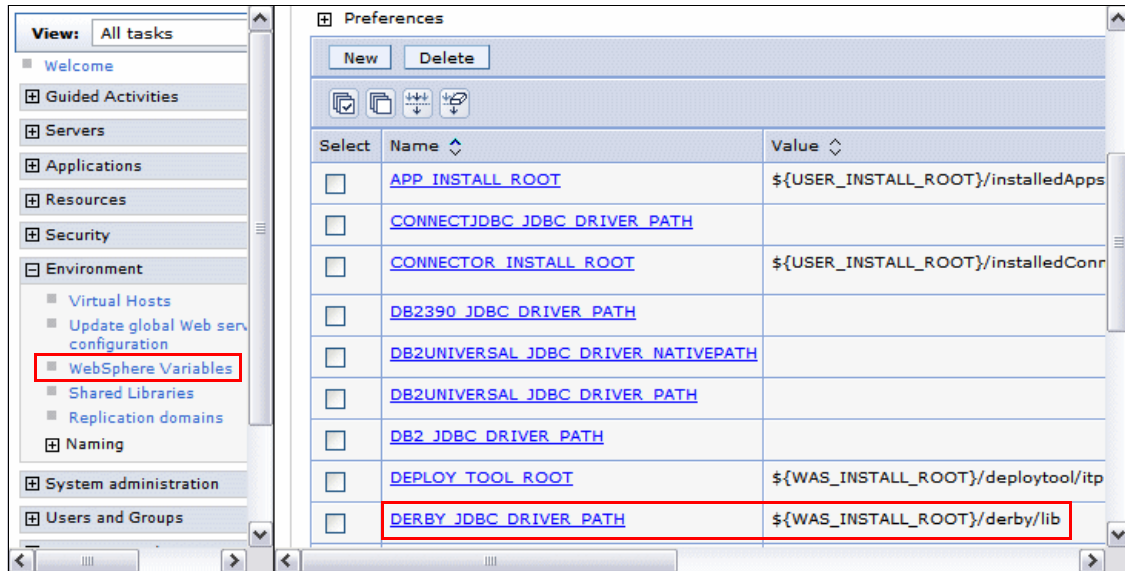 View: All tasks
Welcome
Guided Activities
Servers
Applications
Resources
Security
Environment
Virtual Hosts
Update global Web serv
configuration
WebSphere Variables
Shared Libraries
Replication domains
Naming
System administration
Users and Groups
Preferences
New Delete
Select Name Value
APP_INSTALL_ROOT ${USER_INSTALL_ROOT}/installedApps
CONNECTJDBC_JDBC_DRIVER_PATH
CONNECTOR_INSTALL_ROOT ${USER_INSTALL_ROOT}/installedConn
DB2390_JDBC_DRIVER_PATH
DB2UNIVERSAL_JDBC_DRIVER_NATIVEPATH
DB2UNIVERSAL_JDBC_DRIVER_PATH
DB2_JDBC_DRIVER_PATH
DEPLOY_TOOL_ROOT ${WAS_INSTALL_ROOT}/deploytool/itp
DERBY_JDBC_DRIVER_PATH ${WAS_INSTALL_ROOT}/derby/lib